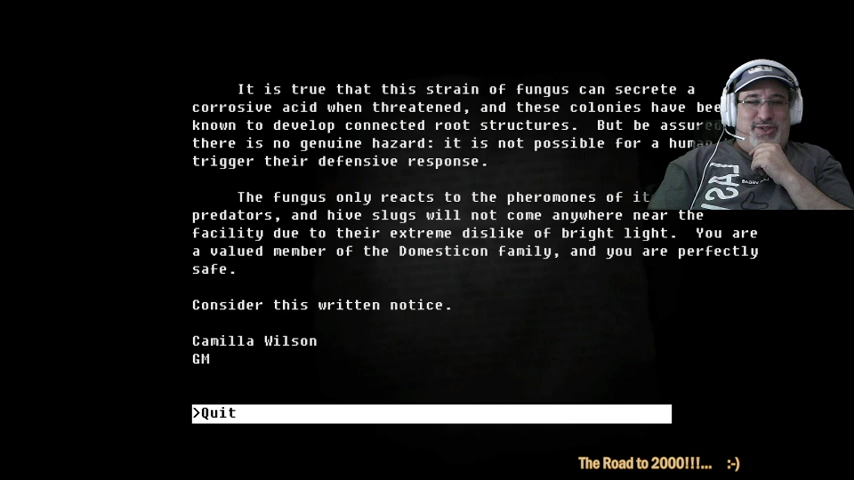 It is true that this strain of fungus can secrete a
corrosive acid when threatened, and these colonies have
known to develop connected root structures. But be
there is no genuine hazard: it is not possible for a
trigger their defensive response.
The fungus only reacts to the pheromones of
predators, and hive slugs will not come anywhere near the
facility due to their extreme dislike of bright light. You are
a valued member of the Domesticon family, and you are perfectly
safe.
Consider this written notice.
Camilla Wilson
GM
>Quit
The Road to 2000!!!... :-)